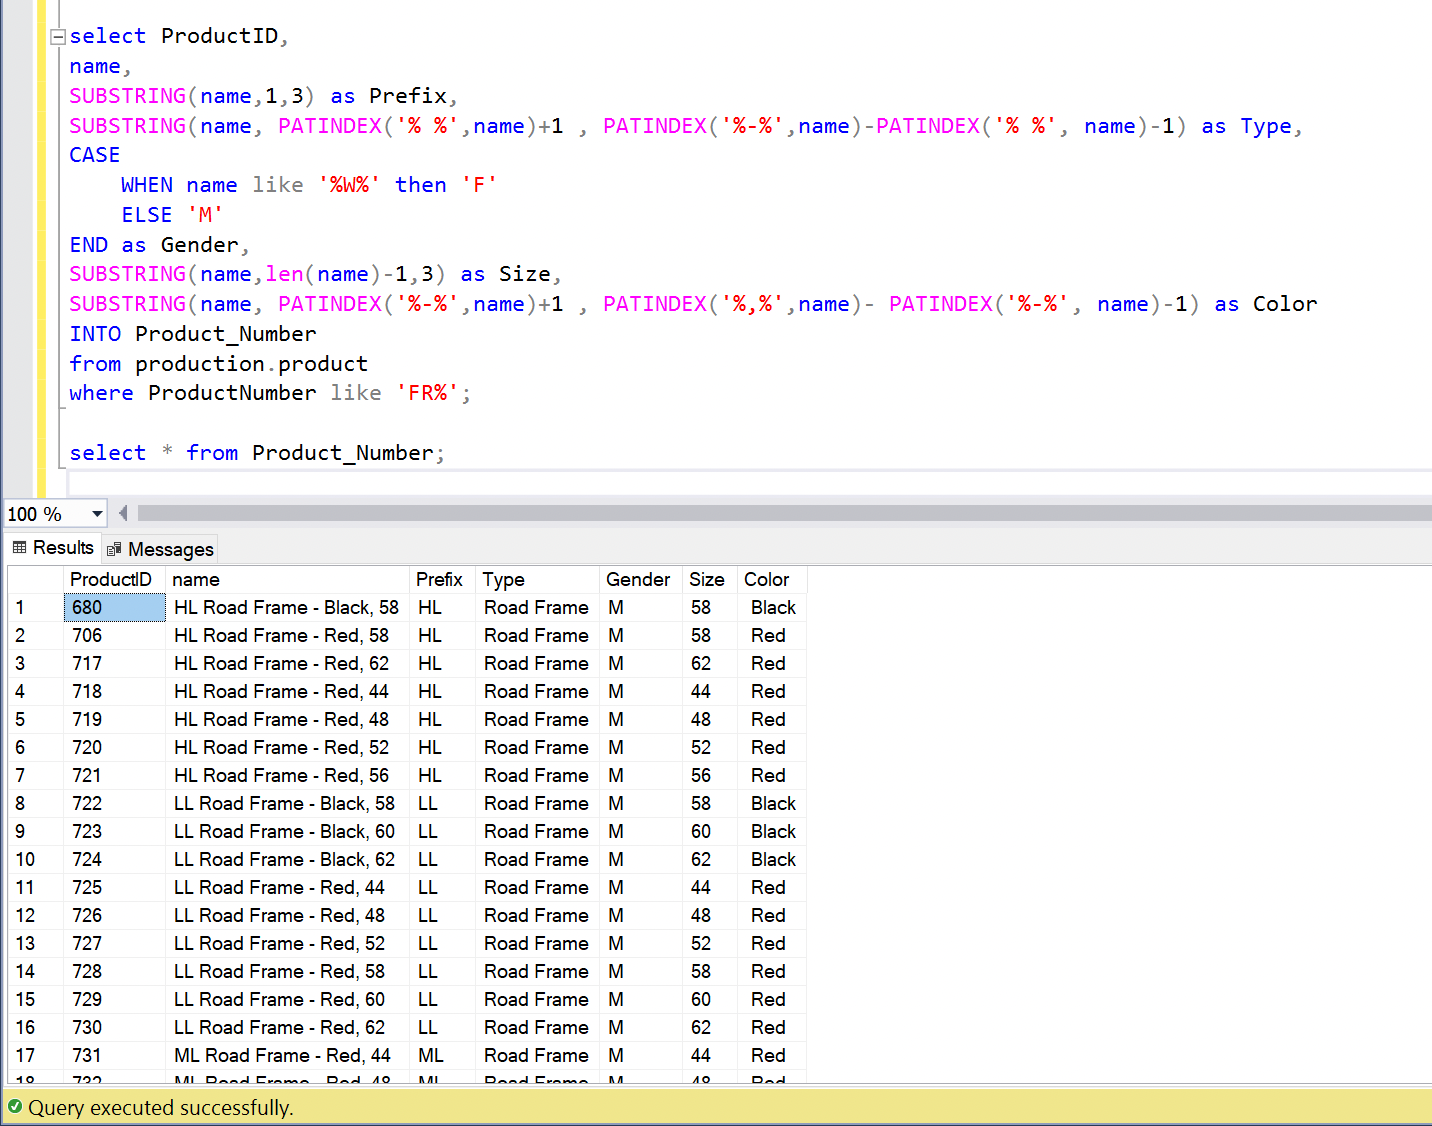 select ProductID,
name,
SUBSTRING(name,1,3) as Prefix,
SUBSTRING(name, PATINDEX('% %',name)+1 , PATINDEX('%-%',name)-PATINDEX('% %', name)-1) as Type,
CASE
WHEN name like '%W%' then 'F'
ELSE 'M'
END as Gender,
SUBSTRING(name,len(name)-1,3) as Size,
SUBSTRING(name, PATINDEX('%-%',name)+1 , PATINDEX('%,%',name)- PATINDEX('%-%', name)-1) as Color
INTO Product_Number
from production.product
where ProductNumber like 'FR%';
select * from Product_Number;
100 %
Results Messages
ProductID name Prefix Type Gender Size Color
1 680 HL Road Frame - Black, 58 HL Road Frame M 58 Black
2 706 HL Road Frame - Red, 58 HL Road Frame M 58 Red
3 717 HL Road Frame - Red, 62 HL Road Frame M 62 Red
4 718 HL Road Frame - Red, 44 HL Road Frame M 44 Red
5 719 HL Road Frame - Red, 48 HL Road Frame M 48 Red
6 720 HL Road Frame - Red, 52 HL Road Frame M 52 Red
7 721 HL Road Frame - Red, 56 HL Road Frame M 56 Red
8 722 LL Road Frame - Black, 58 LL Road Frame M 58 Black
9 723 LL Road Frame - Black, 60 LL Road Frame M 60 Black
10 724 LL Road Frame - Black, 62 LL Road Frame M 62 Black
11 725 LL Road Frame - Red, 44 LL Road Frame M 44 Red
12 726 LL Road Frame - Red, 48 LL Road Frame M 48 Red
13 727 LL Road Frame - Red, 52 LL Road Frame M 52 Red
14 728 LL Road Frame - Red, 58 LL Road Frame M 58 Red
15 729 LL Road Frame - Red, 60 LL Road Frame M 60 Red
16 730 LL Road Frame - Red, 62 LL Road Frame M 62 Red
17 731 ML Road Frame - Red, 44 ML Road Frame M 44 Red
18 732 ML Road Frame - Red, 48 ML Road Frame M 48 Red
Query executed successfully.